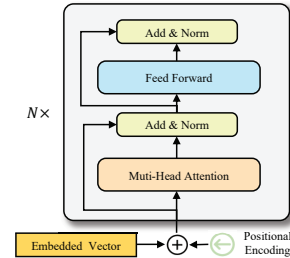 Add & Norm
Feed Forward
N×
Add & Norm
Muti-Head Attention
Positional
Encoding
Embedded Vector